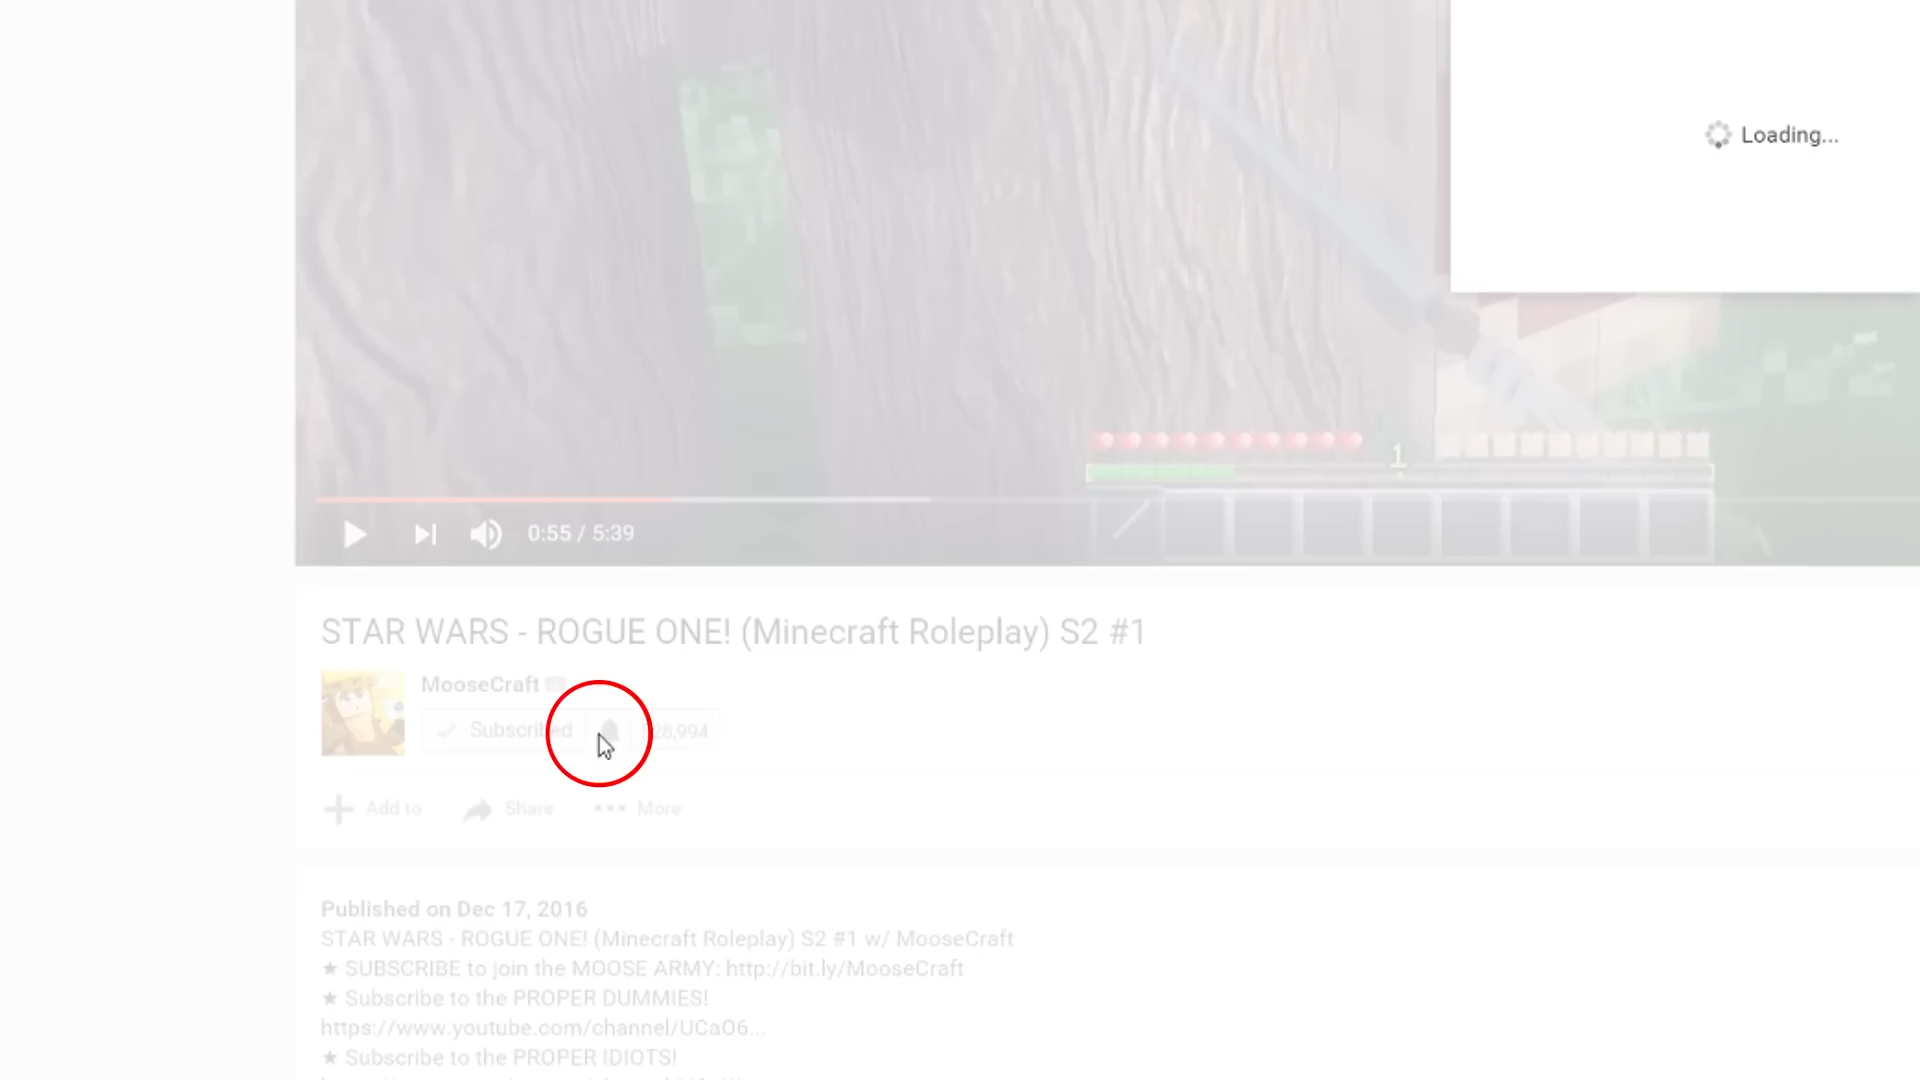 Loading...
1
0:55 / 5:39
STAR WARS - ROGUE ONE! (Minecraft Roleplay) S2 #1
MooseCraft
Subscribed 28,994
Add to Share More
Published on Dec 17, 2016
STAR WARS - ROGUE ONE! (Minecraft Roleplay) S2 #1 w/ MooseCraft
★ SUBSCRIBE to join the MOOSE ARMY: http://bit.ly/MooseCraft
★ Subscribe to the PROPER DUMMIES!
https://www.youtube.com/channel/UCaO6...
★ Subscribe to the PROPER IDIOTS!